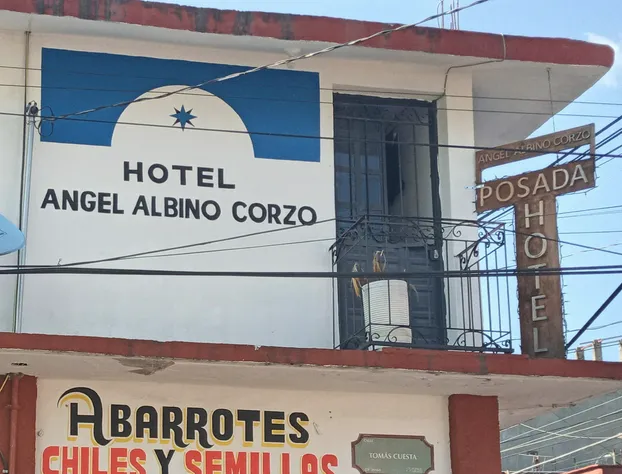 HOTEL
ANGEL ALBINO CORZO
ANGEL ALBINO CORZO
POSADA
HOTEL
ABARROTES
CHILES Y SEMILLAS
TOMÁS CUESTA